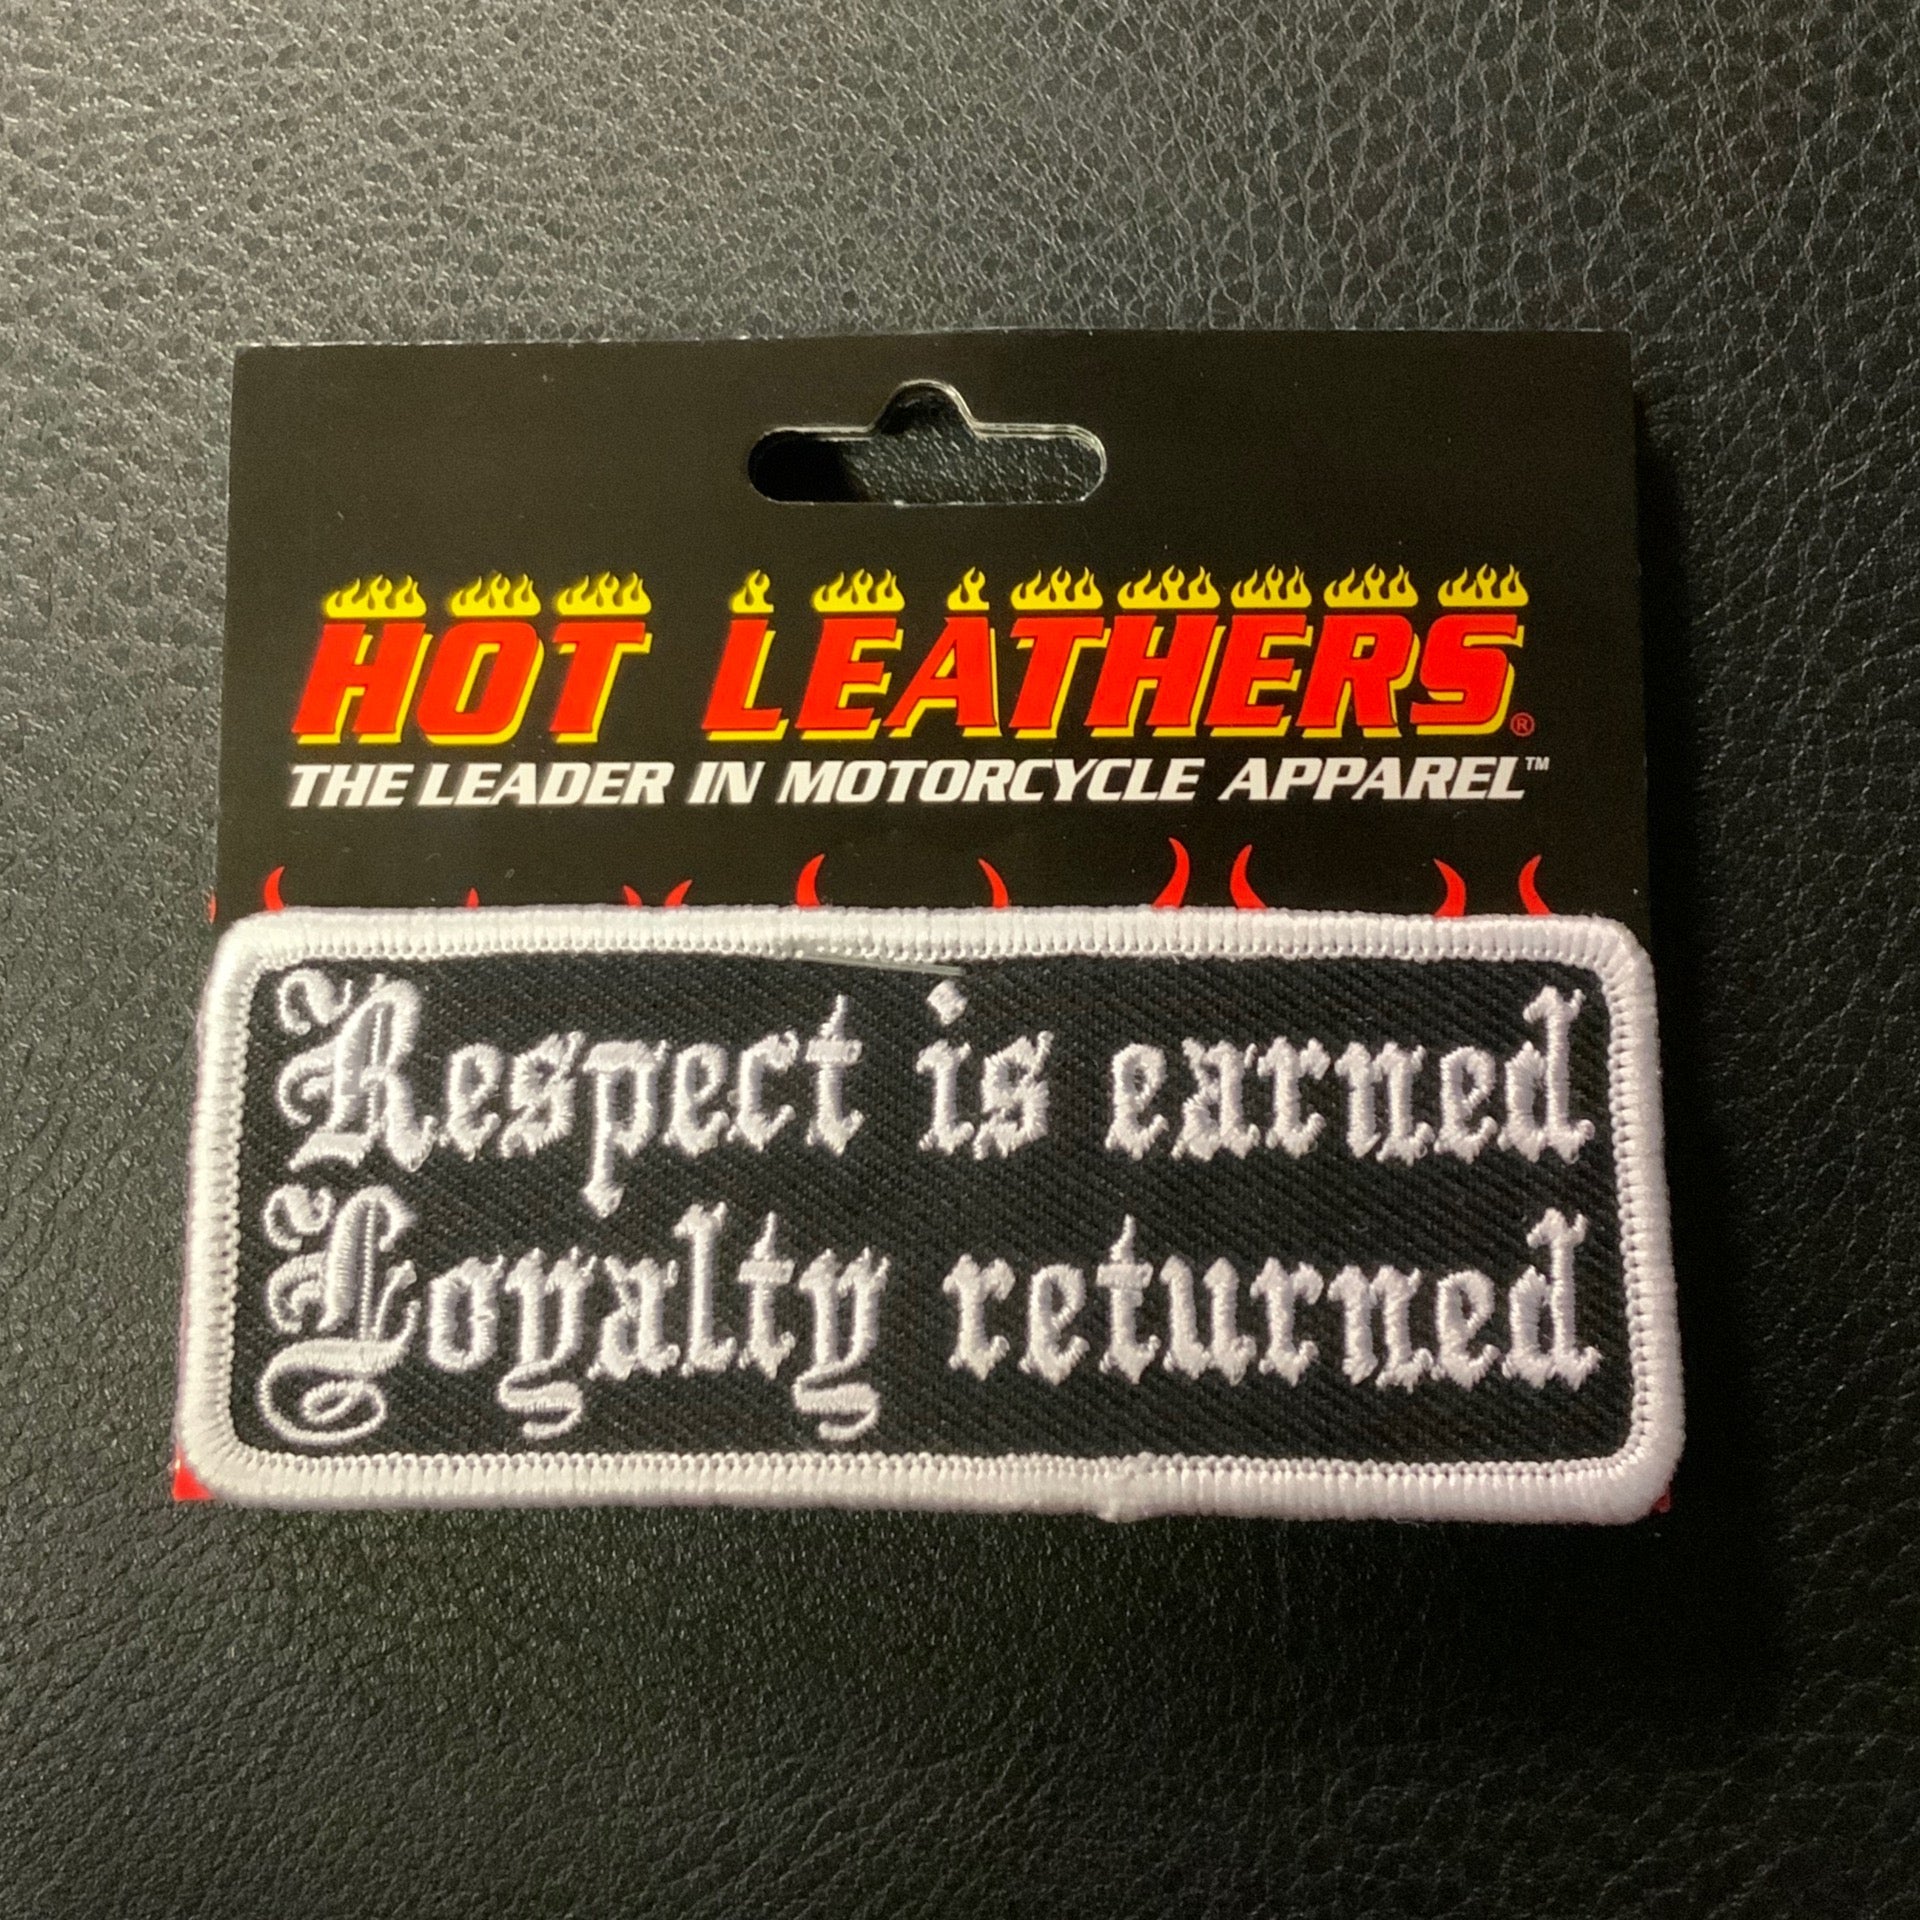 HOT LEATHERS®
THE LEADER IN MOTORCYCLE APPAREL™
Respect is earned
Loyalty returned